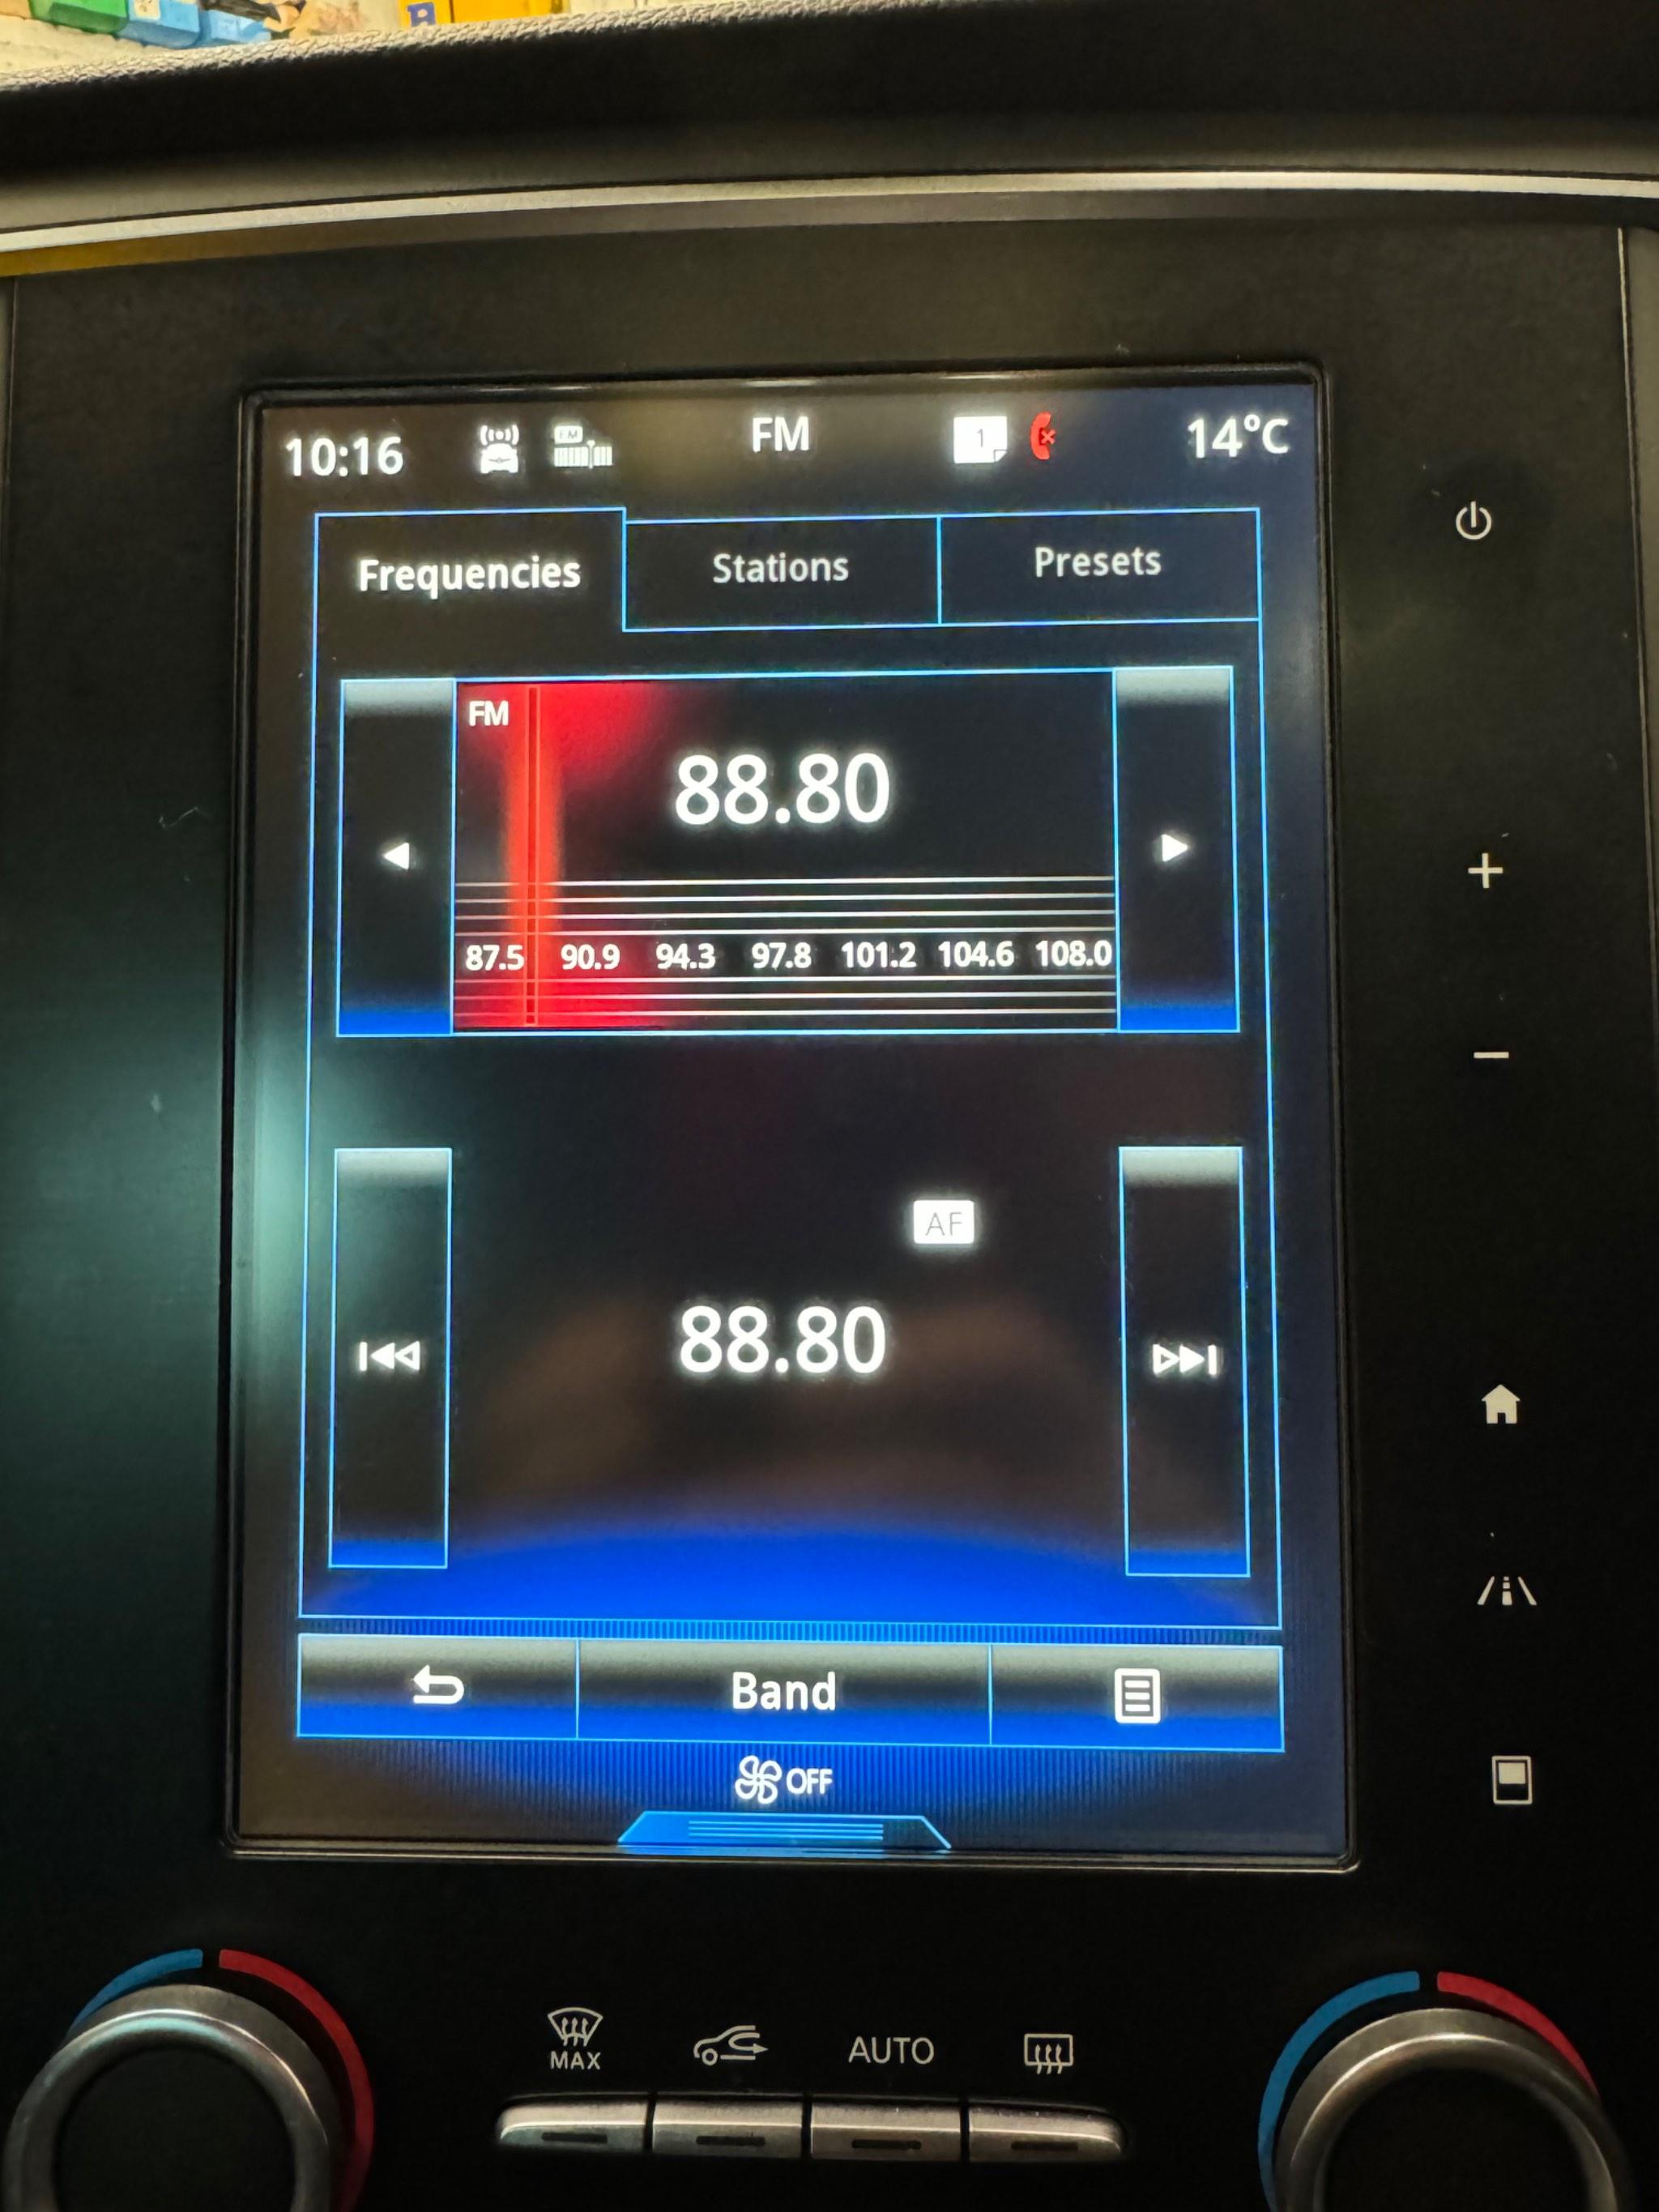 10:16 FM 1 14°C
Frequencies Stations Presets
FM
88.80
87.5 90.9 94.3 97.8 101.2 104.6 108.0
AF
88.80
Band
OFF
MAX AUTO